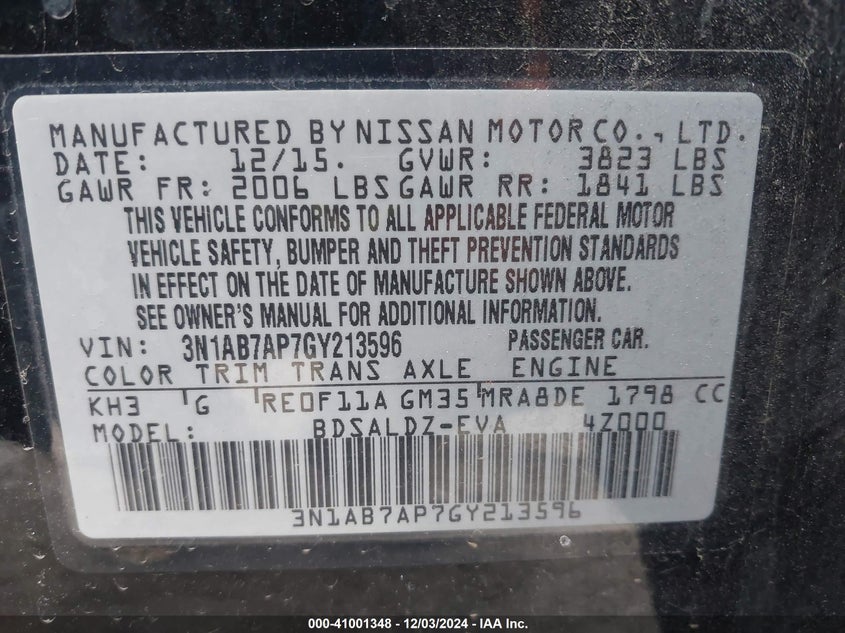 MANUFACTURED BY NISSAN MOTOR CO., LTD.
DATE: 12/15. GVWR: 3823 LBS
GAWR FR: 2006 LBS GAWR RR: 1841 LBS
THIS VEHICLE CONFORMS TO ALL APPLICABLE FEDERAL MOTOR
VEHICLE SAFETY, BUMPER AND THEFT PREVENTION STANDARDS
IN EFFECT ON THE DATE OF MANUFACTURE SHOWN ABOVE.
SEE OWNER'S MANUAL FOR ADDITIONAL INFORMATION.
VIN: 3N1AB7AP7GY213596 PASSENGER CAR.
COLOR TRIM TRANS AXLE ENGINE
KH3 G RE0F11A GM35 MRA8DE 1798 CC
MODEL: BDSALDZ-EVA 4Z000
3N1AB7AP7GY213596
000-41001348 - 12/03/2024 - IAA Inc.